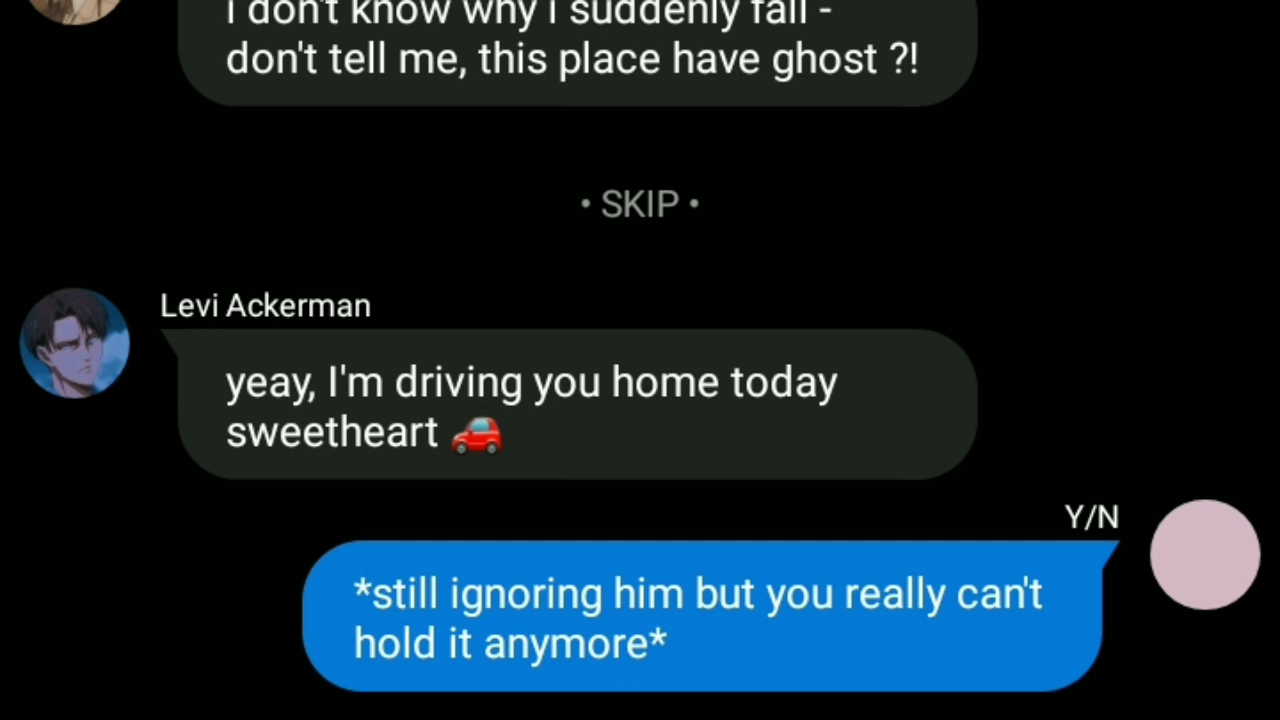 i don't know why i suddenly fall -
don't tell me, this place have ghost ?!
• SKIP •
Levi Ackerman
yeay, I'm driving you home today
sweetheart 🚗
Y/N
*still ignoring him but you really can't
hold it anymore*